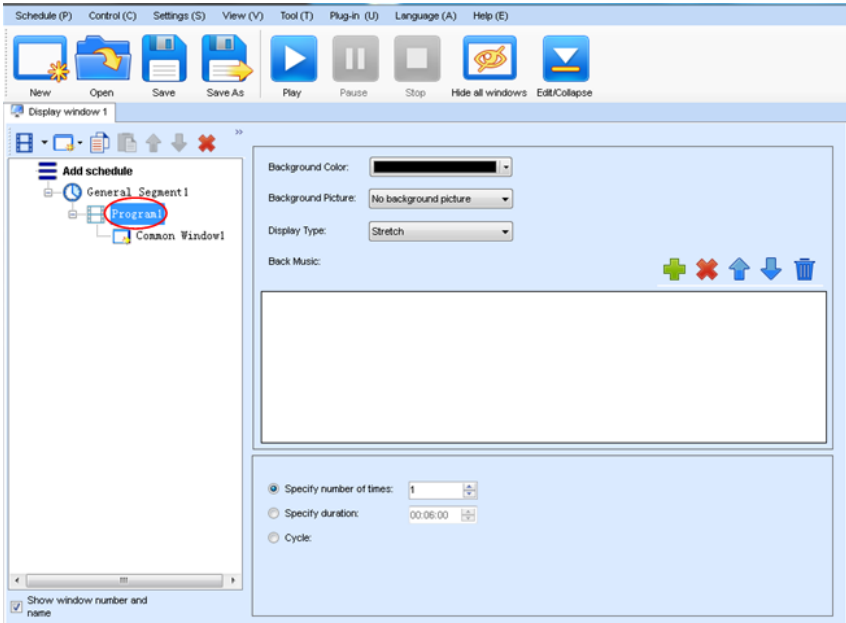 Schedule (P) Control (C) Settings (S) View (V) Tool (T) Plug-in (U) Language (A) Help (E)
New Open Save Save As Play Pause Stop Hide all windows Edit/Collapse
Display window 1
Add schedule
General Segment1
Program1
Common Window1
Show window number and
name
Background Color:
Background Picture: No background picture
Display Type: Stretch
Back Music:
Specify number of times: 1
Specify duration: 00:06:00
Cycle: